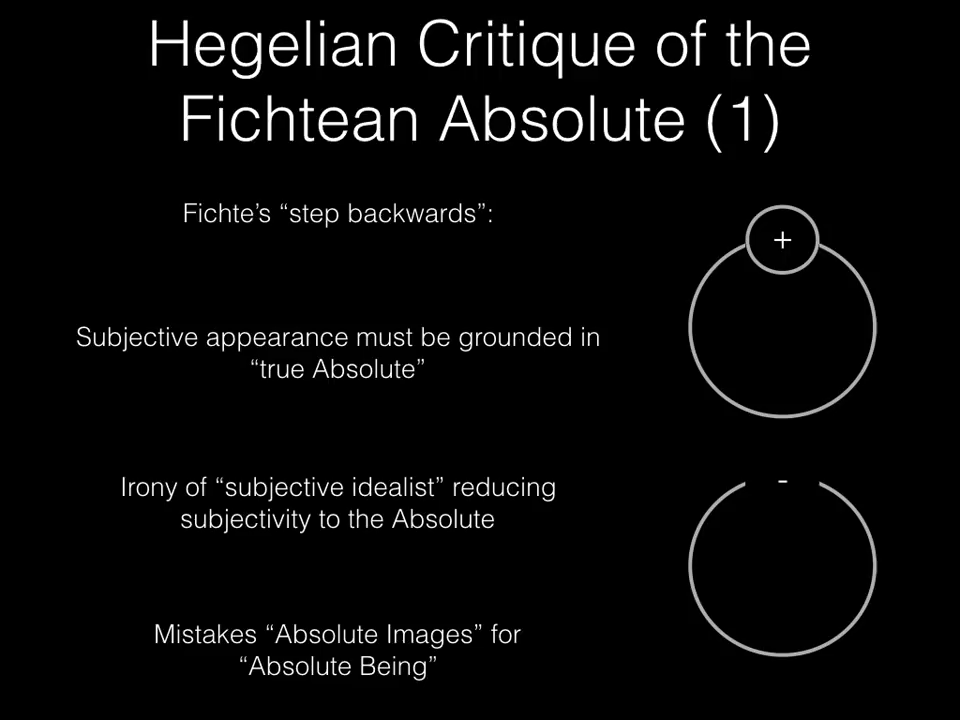 Hegelian Critique of the
Fichtean Absolute (1)
Fichte’s “step backwards”:
+
Subjective appearance must be grounded in
“true Absolute”
Irony of “subjective idealist” reducing
subjectivity to the Absolute
-
Mistakes “Absolute Images” for
“Absolute Being”